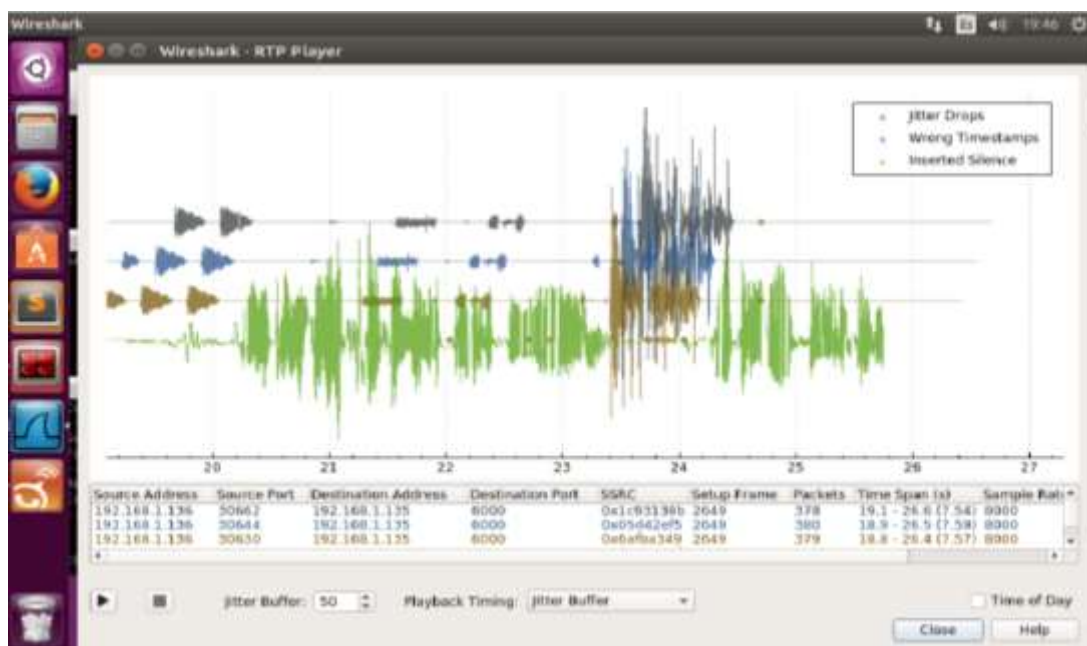 Wireshark
Es 19:46
Wireshark - RTP Player
Jitter Drops
Wrong Timestamps
Inserted Silence
20 21 22 23 24 25 26 27
Source Address Source Port Destination Address Destination Port SSRC Setup Frame Packets Time Span (s) Sample Rate
192.168.1.136 30662 192.168.1.135 6000 0x1c93138b 2649 378 19.1 - 26.6 (7.54) 8000
192.168.1.136 30644 192.168.1.135 6000 0x05d42ef5 2649 380 18.9 - 26.5 (7.59) 8000
192.168.1.136 30630 192.168.1.135 6000 0x6afba349 2649 379 18.8 - 26.4 (7.57) 8000
Jitter Buffer: 50 Playback Timing: Jitter Buffer Time of Day
Close Help